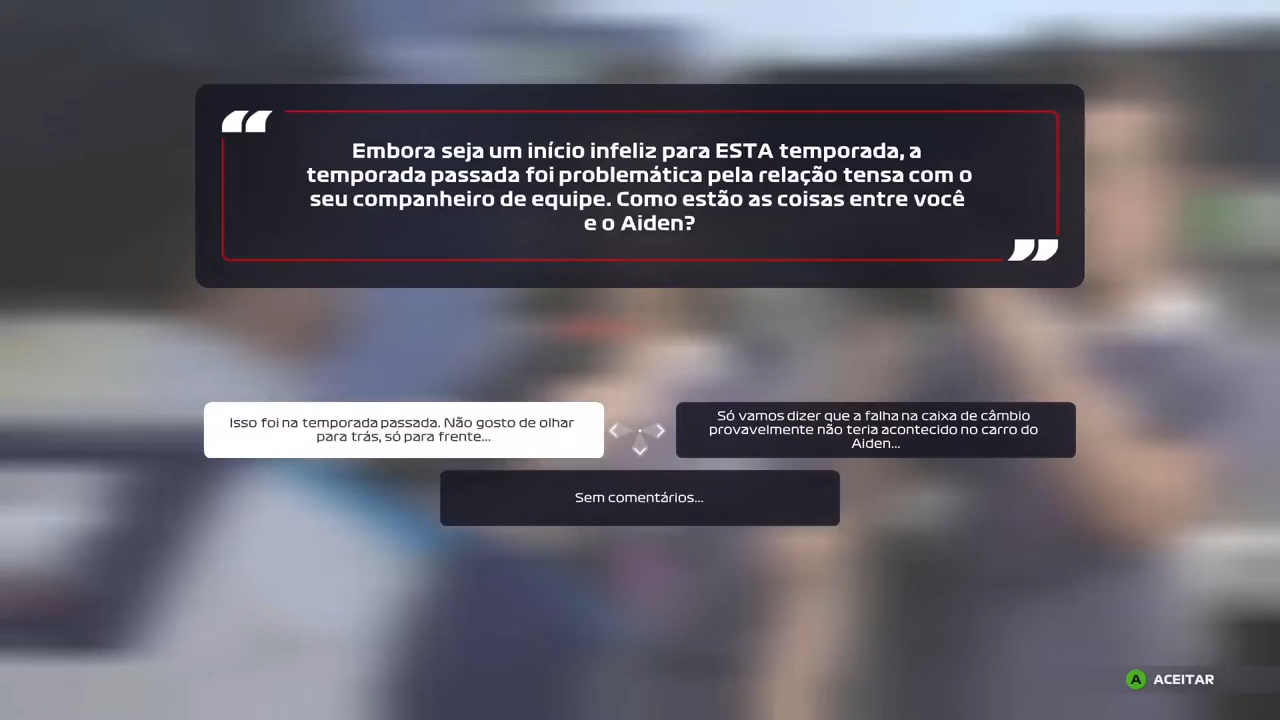 Embora seja um início infeliz para ESTA temporada, a
temporada passada foi problemática pela relação tensa com o
seu companheiro de equipe. Como estão as coisas entre você
e o Aiden?
Isso foi na temporada passada. Não gosto de olhar
para trás, só para frente...
Só vamos dizer que a falha na caixa de câmbio
provavelmente não teria acontecido no carro do
Aiden...
Sem comentários...
A ACEITAR